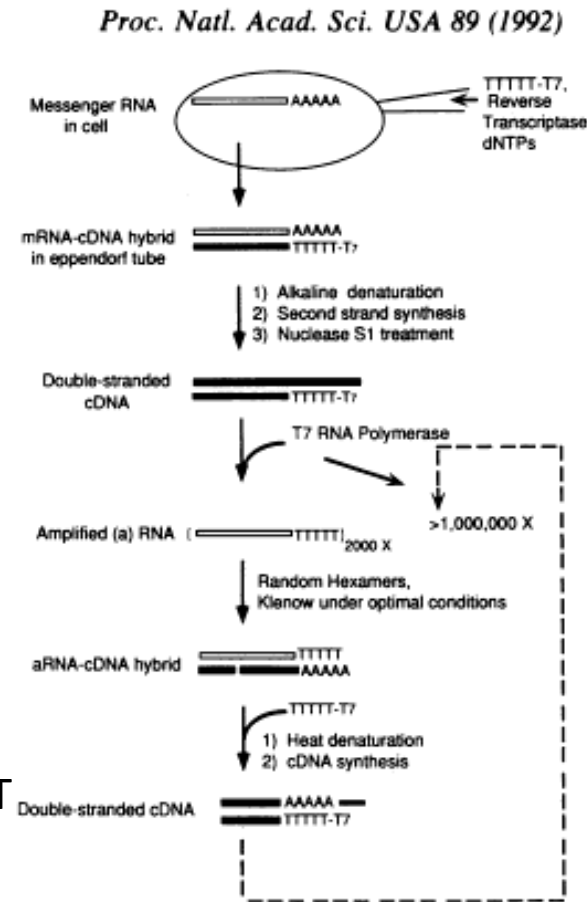 Proc. Natl. Acad. Sci. USA 89 (1992)
Messenger RNA
in cell
AAAAA
TTTTT-T7,
Reverse
Transcriptase
dNTPs
mRNA-cDNA hybrid
in eppendorf tube
AAAAA
TTTTT-T7
1) Alkaline denaturation
2) Second strand synthesis
3) Nuclease S1 treatment
Double-stranded
cDNA
TTTTT-T7
T7 RNA Polymerase
>1,000,000 X
Amplified (a) RNA
TTTTT
2000 X
Random Hexamers,
Klenow under optimal conditions
aRNA-cDNA hybrid
TTTTT
AAAAA
TTTTT-T7
1) Heat denaturation
2) cDNA synthesis
T
Double-stranded cDNA
AAAAA
TTTTT-T7